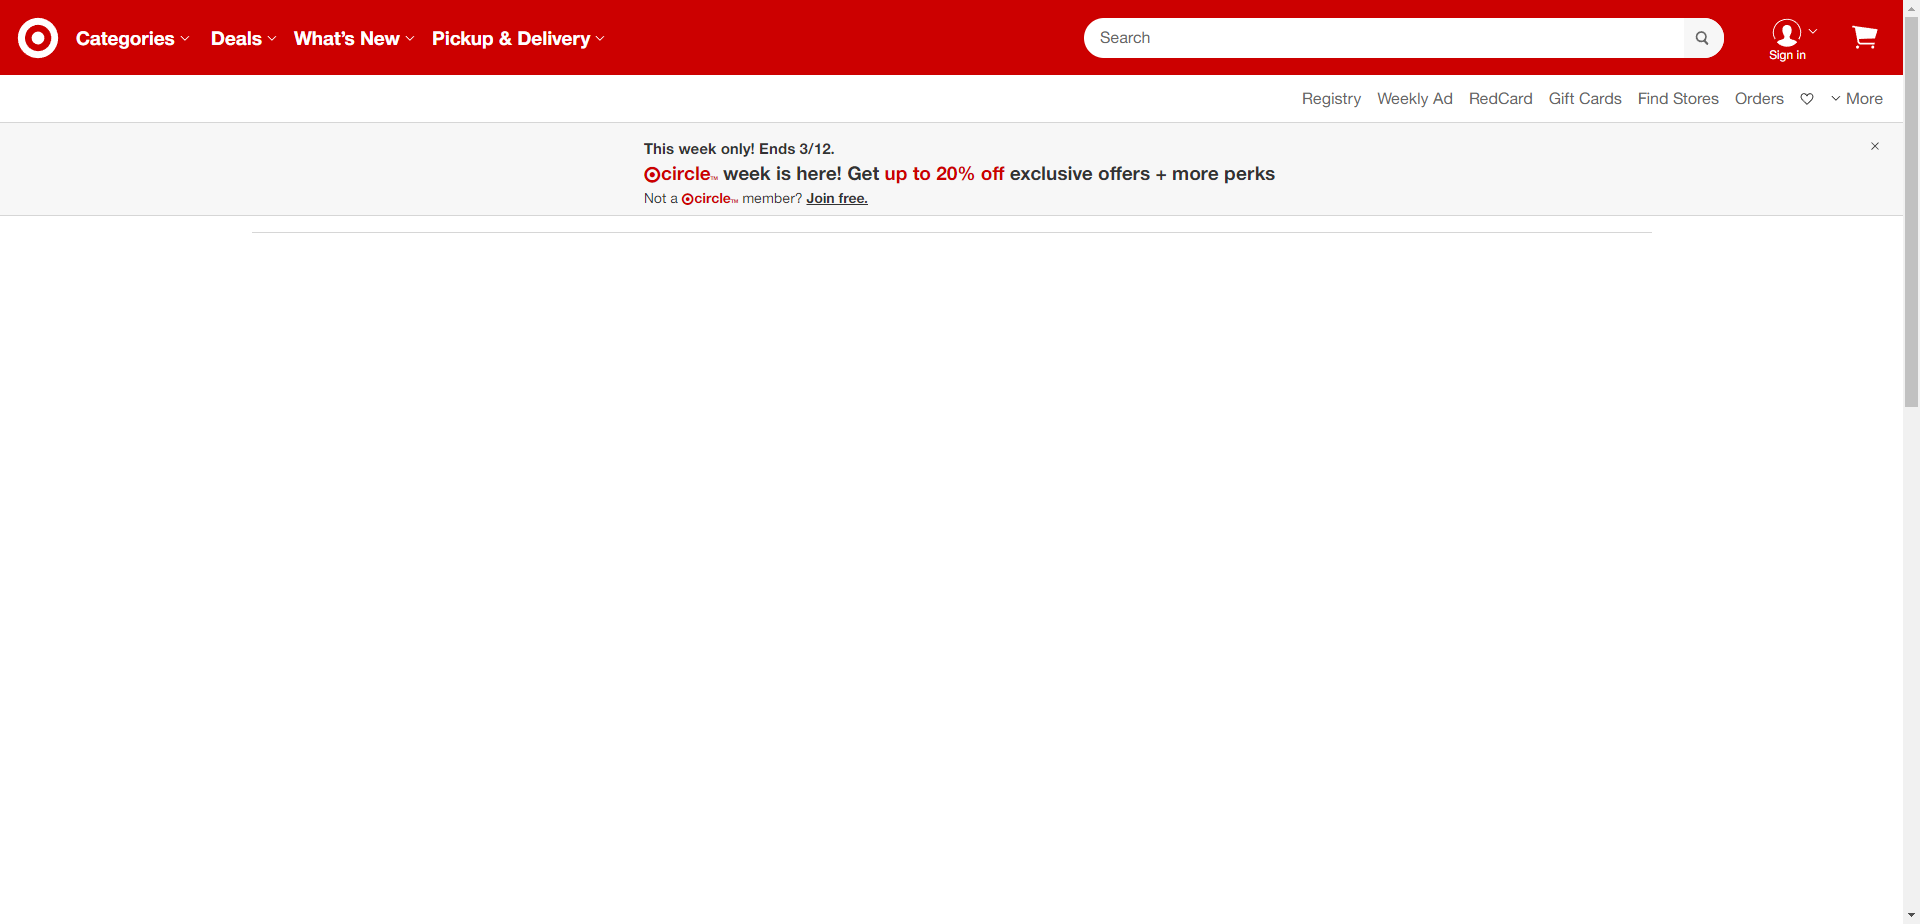 Categories Deals What's New Pickup & Delivery Search Sign in
Registry Weekly Ad RedCard Gift Cards Find Stores Orders More
This week only! Ends 3/12.
circle™ week is here! Get up to 20% off exclusive offers + more perks
Not a circle™ member? Join free.